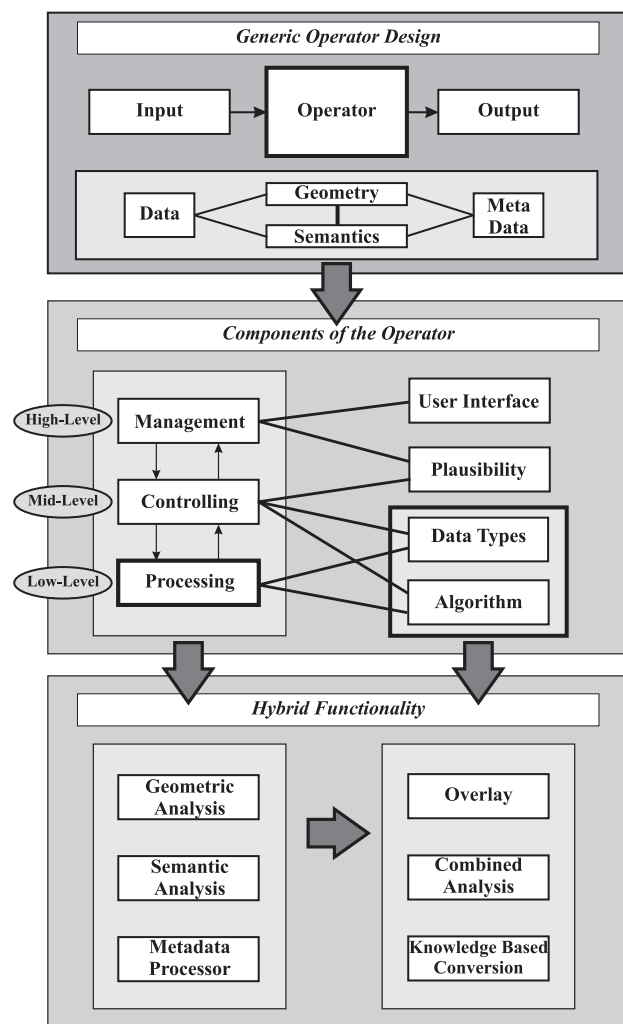 Generic Operator Design
Input
Operator
Output
Data
Geometry
Semantics
Meta
Data
Components of the Operator
High-Level
Management
User Interface
Plausibility
Mid-Level
Controlling
Data Types
Low-Level
Processing
Algorithm
Hybrid Functionality
Geometric
Analysis
Overlay
Semantic
Analysis
Combined
Analysis
Metadata
Processor
Knowledge Based
Conversion